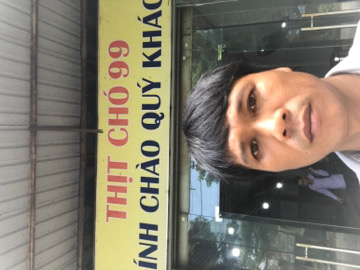 THỊT CHÓ 99
ÍNH CHÀO QUÝ KHÁC